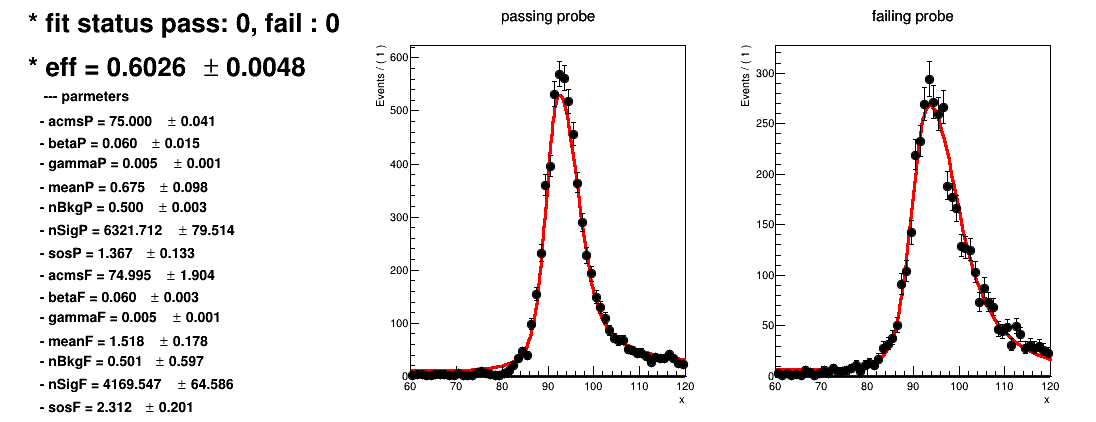 * fit status pass: 0, fail : 0
* eff = 0.6026 ± 0.0048
--- parmeters
- acmsP = 75.000 ± 0.041
- betaP = 0.060 ± 0.015
- gammaP = 0.005 ± 0.001
- meanP = 0.675 ± 0.098
- nBkgP = 0.500 ± 0.003
- nSigP = 6321.712 ± 79.514
- sosP = 1.367 ± 0.133
- acmsF = 74.995 ± 1.904
- betaF = 0.060 ± 0.003
- gammaF = 0.005 ± 0.001
- meanF = 1.518 ± 0.178
- nBkgF = 0.501 ± 0.597
- nSigF = 4169.547 ± 64.586
- sosF = 2.312 ± 0.201
passing probe
Events / ( 1 )
600
500
400
300
200
100
0
60 70 80 90 100 110 120
x
failing probe
Events / ( 1 )
300
250
200
150
100
50
0
60 70 80 90 100 110 120
x